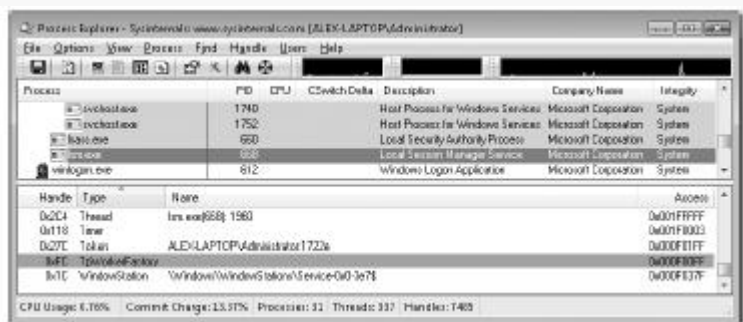 Process Explorer - Sysinternals: www.sysinternals.com [ALEX-LAPTOP\Administrator]
File Options View Process Find Handle Users Help
Process PID CPU CSwitch Delta Description Company Name Integrity
svchost.exe 1740 Host Process for Windows Services Microsoft Corporation System
svchost.exe 1752 Host Process for Windows Services Microsoft Corporation System
lsass.exe 660 Local Security Authority Process Microsoft Corporation System
lsm.exe 668 Local Session Manager Service Microsoft Corporation System
winlogon.exe 612 Windows Logon Application Microsoft Corporation System
Handle Type Name Access
0x2C4 Thread lsm.exe(668): 1960 0x001FFFFF
0x118 Timer 0x001F0003
0x27C Token ALEX-LAPTOP\Administrator:1722e 0x000F01FF
0xFC TpWorkerFactory 0x000F00FF
0x1C WindowStation \Windows\WindowStations\Service-0x0-3e7$ 0x000F037F
CPU Usage: 6.76% Commit Charge: 13.37% Processes: 51 Threads: 337 Handles: 7485